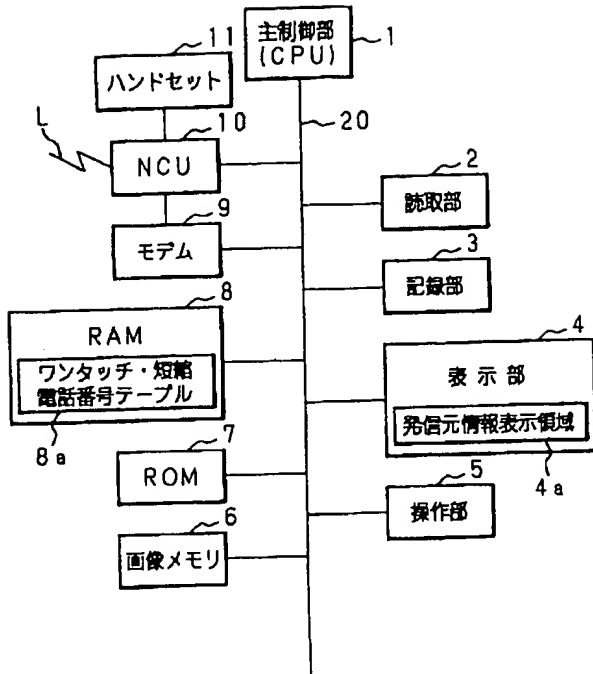 11
ハンドセット
主制御部
(CPU)
1
L
10
NCU
20
2
読取部
9
モデム
3
記録部
8
RAM
ワンタッチ・短縮
電話番号テーブル
8a
4
表示部
発信元情報表示領域
4a
7
ROM
5
操作部
6
画像メモリ